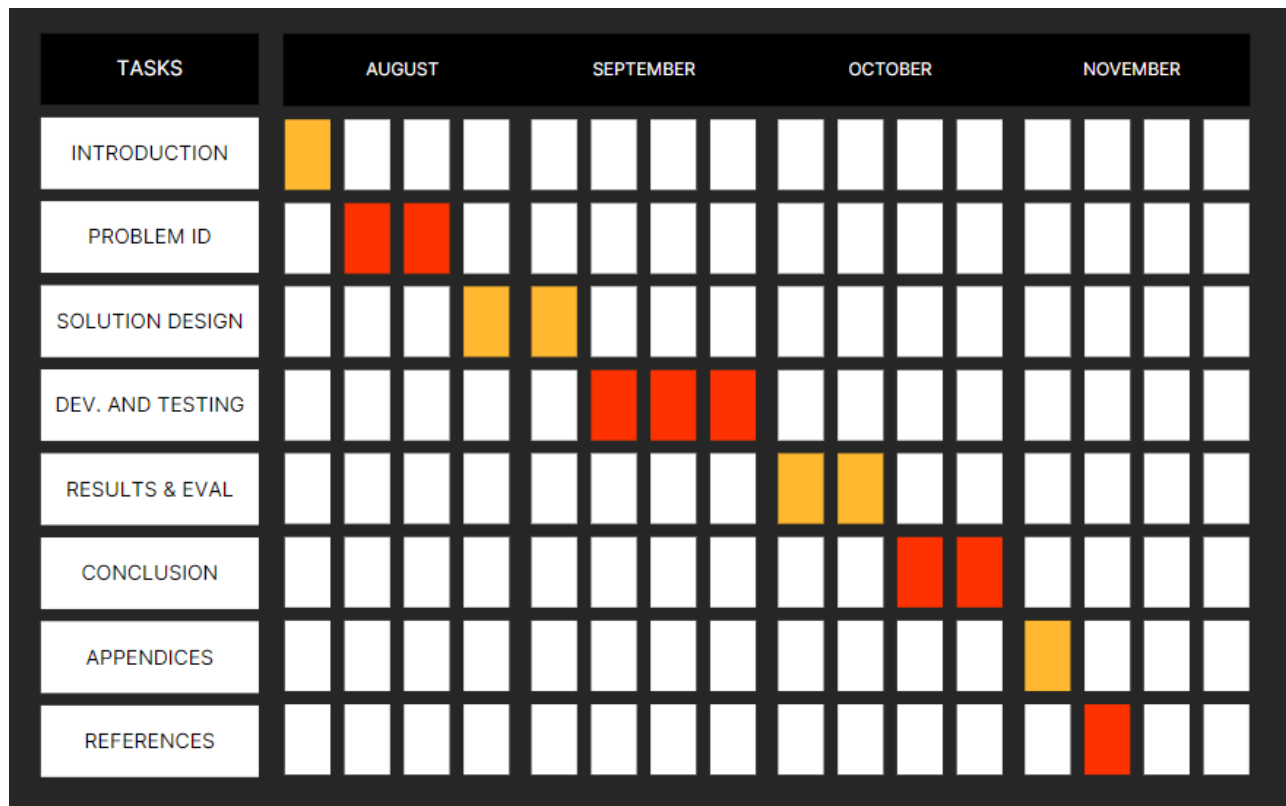 TASKS
AUGUST SEPTEMBER OCTOBER NOVEMBER
INTRODUCTION
PROBLEM ID
SOLUTION DESIGN
DEV. AND TESTING
RESULTS & EVAL
CONCLUSION
APPENDICES
REFERENCES